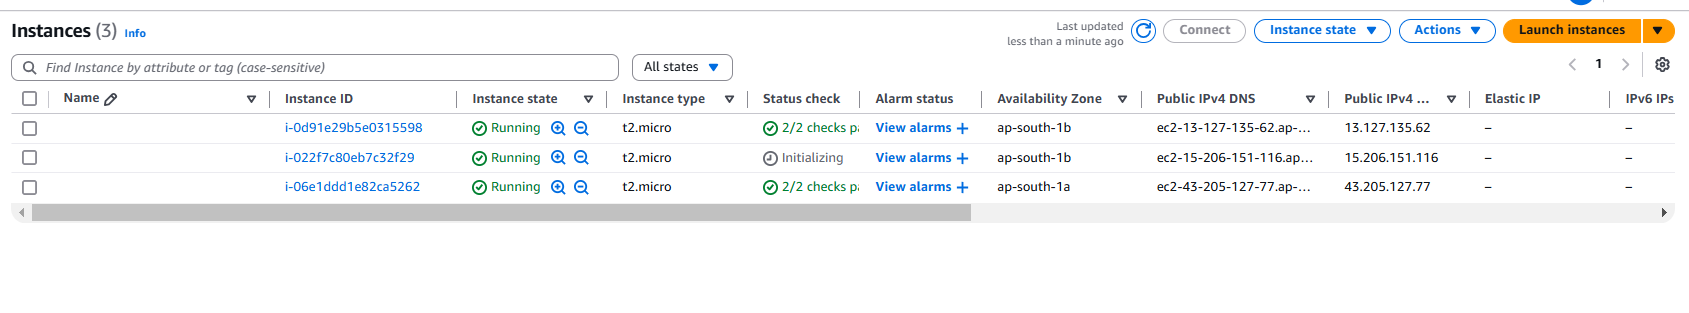 Instances (3) Info
Last updated
less than a minute ago
Connect
Instance state
Actions
Launch instances
Find Instance by attribute or tag (case-sensitive)
All states
1
Name Instance ID Instance state Instance type Status check Alarm status Availability Zone Public IPv4 DNS Public IPv4 ... Elastic IP IPv6 IPs
i-0d91e29b5e0315598 Running t2.micro 2/2 checks pa View alarms + ap-south-1b ec2-13-127-135-62.ap-... 13.127.135.62 – –
i-022f7c80eb7c32f29 Running t2.micro Initializing View alarms + ap-south-1b ec2-15-206-151-116.ap... 15.206.151.116 – –
i-06e1ddd1e82ca5262 Running t2.micro 2/2 checks pa View alarms + ap-south-1a ec2-43-205-127-77.ap-... 43.205.127.77 – –